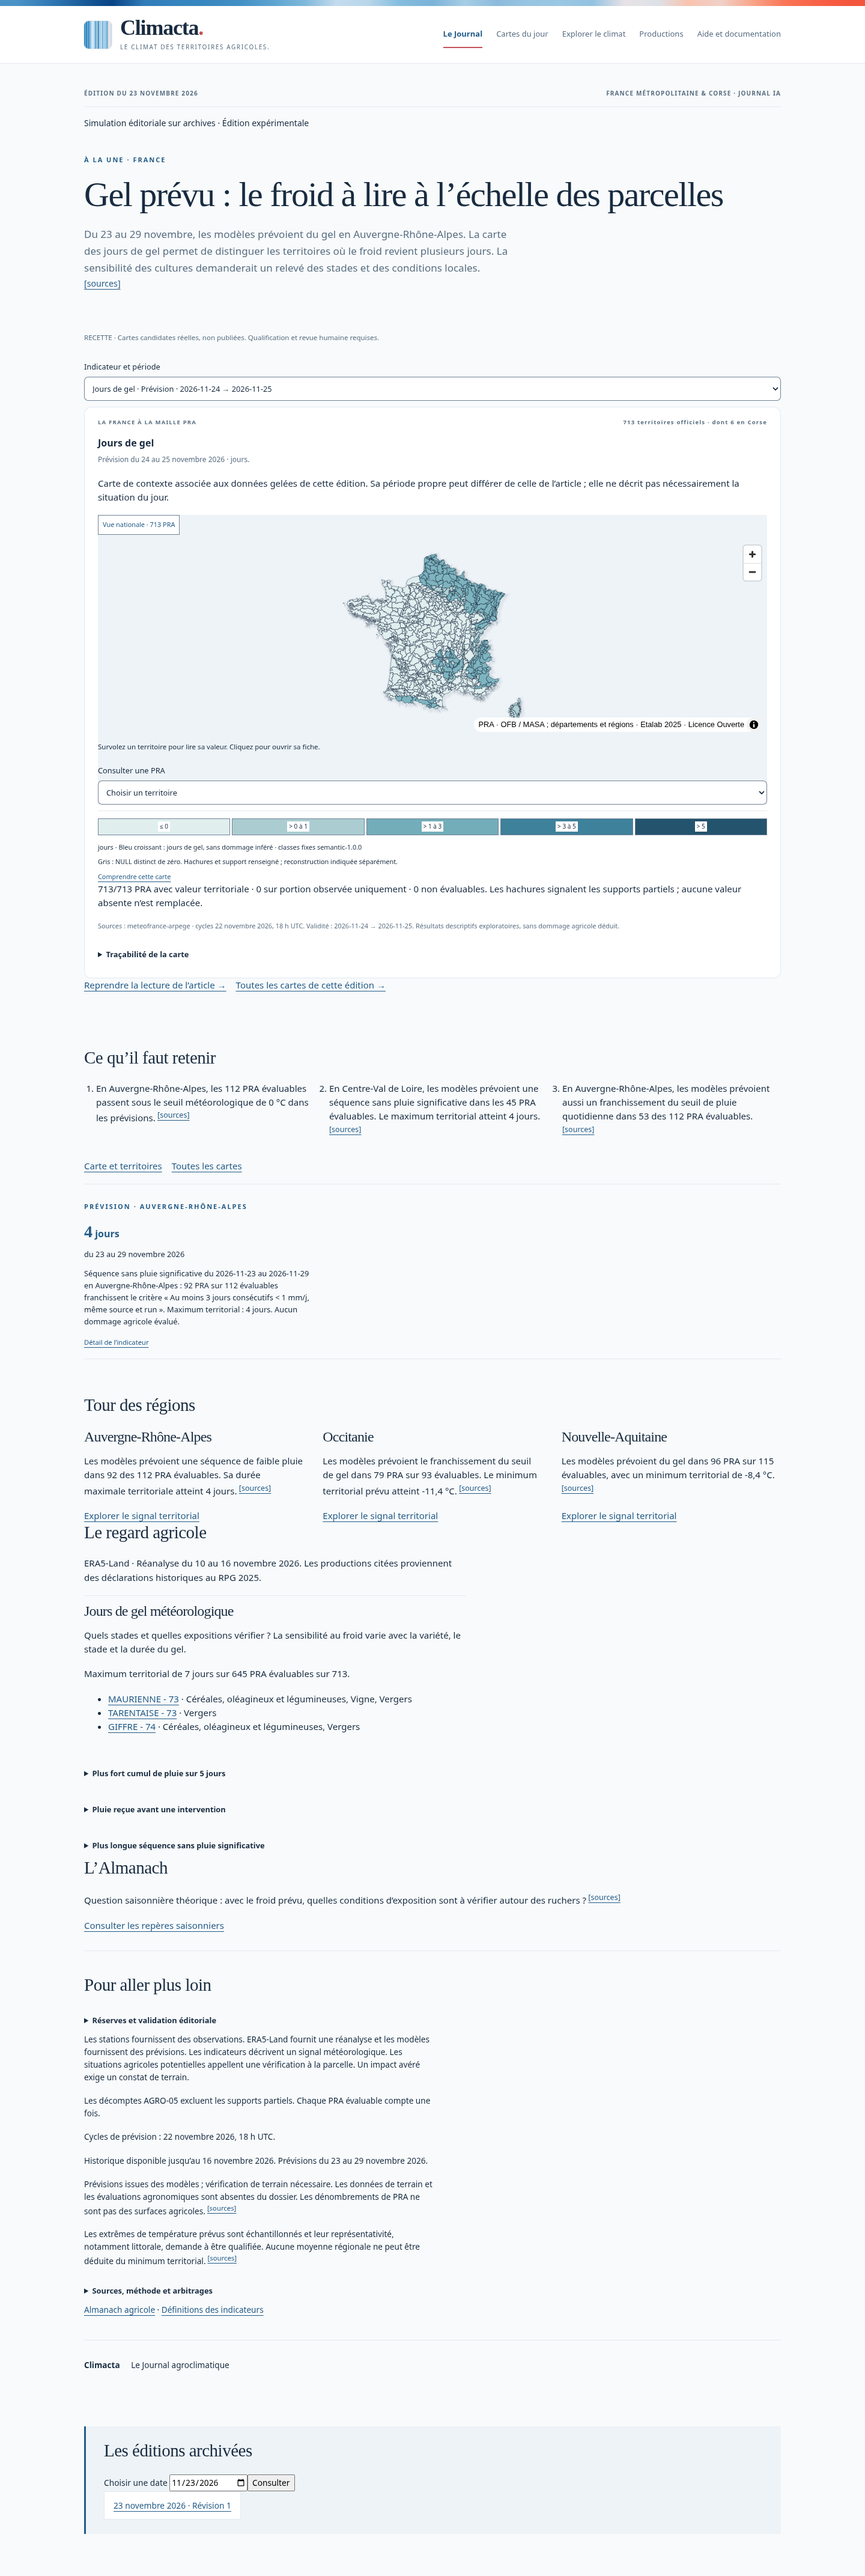 Climacta.
LE CLIMAT DES TERRITOIRES AGRICOLES.
Le Journal
Cartes du jour
Explorer le climat
Productions
Aide et documentation
ÉDITION DU 23 NOVEMBRE 2026
FRANCE MÉTROPOLITAINE & CORSE · JOURNAL IA
Simulation éditoriale sur archives · Édition expérimentale
À LA UNE · FRANCE
Gel prévu : le froid à lire à l’échelle des parcelles
Du 23 au 29 novembre, les modèles prévoient du gel en Auvergne-Rhône-Alpes. La carte
des jours de gel permet de distinguer les territoires où le froid revient plusieurs jours. La
sensibilité des cultures demanderait un relevé des stades et des conditions locales.
[sources]
RECETTE · Cartes candidates réelles, non publiées. Qualification et revue humaine requises.
Indicateur et période
Jours de gel · Prévision · 2026-11-24 → 2026-11-25
LA FRANCE À LA MAILLE PRA
713 territoires officiels · dont 6 en Corse
Jours de gel
Prévision du 24 au 25 novembre 2026 · jours.
Carte de contexte associée aux données gelées de cette édition. Sa période propre peut différer de celle de l’article ; elle ne décrit pas nécessairement la
situation du jour.
Vue nationale · 713 PRA
PRA · OFB / MASA ; départements et régions · Etalab 2025 · Licence Ouverte
Survolez un territoire pour lire sa valeur. Cliquez pour ouvrir sa fiche.
Consulter une PRA
Choisir un territoire
≤ 0
> 0 à 1
> 1 à 3
> 3 à 5
> 5
jours · Bleu croissant : jours de gel, sans dommage inféré · classes fixes semantic-1.0.0
Gris : NULL distinct de zéro. Hachures et support renseigné ; reconstruction indiquée séparément.
Comprendre cette carte
713/713 PRA avec valeur territoriale · 0 sur portion observée uniquement · 0 non évaluables. Les hachures signalent les supports partiels ; aucune valeur
absente n’est remplacée.
Sources : meteofrance-arpege · cycles 22 novembre 2026, 18 h UTC. Validité : 2026-11-24 → 2026-11-25. Résultats descriptifs exploratoires, sans dommage agricole déduit.
Traçabilité de la carte
Reprendre la lecture de l’article →
Toutes les cartes de cette édition →
Ce qu’il faut retenir
1. En Auvergne-Rhône-Alpes, les 112 PRA évaluables
passent sous le seuil météorologique de 0 °C dans
les prévisions. [sources]
2. En Centre-Val de Loire, les modèles prévoient une
séquence sans pluie significative dans les 45 PRA
évaluables. Le maximum territorial atteint 4 jours.
[sources]
3. En Auvergne-Rhône-Alpes, les modèles prévoient
aussi un franchissement du seuil de pluie
quotidienne dans 53 des 112 PRA évaluables.
[sources]
Carte et territoires
Toutes les cartes
PRÉVISION · AUVERGNE-RHÔNE-ALPES
4 jours
du 23 au 29 novembre 2026
Séquence sans pluie significative du 2026-11-23 au 2026-11-29
en Auvergne-Rhône-Alpes : 92 PRA sur 112 évaluables
franchissent le critère « Au moins 3 jours consécutifs < 1 mm/j,
même source et run ». Maximum territorial : 4 jours. Aucun
dommage agricole évalué.
Détail de l’indicateur
Tour des régions
Auvergne-Rhône-Alpes
Les modèles prévoient une séquence de faible pluie
dans 92 des 112 PRA évaluables. Sa durée
maximale territoriale atteint 4 jours. [sources]
Explorer le signal territorial
Occitanie
Les modèles prévoient le franchissement du seuil
de gel dans 79 PRA sur 93 évaluables. Le minimum
territorial prévu atteint -11,4 °C. [sources]
Explorer le signal territorial
Nouvelle-Aquitaine
Les modèles prévoient du gel dans 96 PRA sur 115
évaluables, avec un minimum territorial de -8,4 °C.
[sources]
Explorer le signal territorial
Le regard agricole
ERA5-Land · Réanalyse du 10 au 16 novembre 2026. Les productions citées proviennent
des déclarations historiques au RPG 2025.
Jours de gel météorologique
Quels stades et quelles expositions vérifier ? La sensibilité au froid varie avec la variété, le
stade et la durée du gel.
Maximum territorial de 7 jours sur 645 PRA évaluables sur 713.
• MAURIENNE - 73 · Céréales, oléagineux et légumineuses, Vigne, Vergers
• TARENTAISE - 73 · Vergers
• GIFFRE - 74 · Céréales, oléagineux et légumineuses, Vergers
Plus fort cumul de pluie sur 5 jours
Pluie reçue avant une intervention
Plus longue séquence sans pluie significative
L’Almanach
Question saisonnière théorique : avec le froid prévu, quelles conditions d’exposition sont à vérifier autour des ruchers ? [sources]
Consulter les repères saisonniers
Pour aller plus loin
Réserves et validation éditoriale
Les stations fournissent des observations. ERA5-Land fournit une réanalyse et les modèles
fournissent des prévisions. Les indicateurs décrivent un signal météorologique. Les
situations agricoles potentielles appellent une vérification à la parcelle. Un impact avéré
exige un constat de terrain.
Les décomptes AGRO-05 excluent les supports partiels. Chaque PRA évaluable compte une
fois.
Cycles de prévision : 22 novembre 2026, 18 h UTC.
Historique disponible jusqu’au 16 novembre 2026. Prévisions du 23 au 29 novembre 2026.
Prévisions issues des modèles ; vérification de terrain nécessaire. Les données de terrain et
les évaluations agronomiques sont absentes du dossier. Les dénombrements de PRA ne
sont pas des surfaces agricoles. [sources]
Les extrêmes de température prévus sont échantillonnés et leur représentativité,
notamment littorale, demande à être qualifiée. Aucune moyenne régionale ne peut être
déduite du minimum territorial. [sources]
Sources, méthode et arbitrages
Almanach agricole · Définitions des indicateurs
Climacta
Le Journal agroclimatique
Les éditions archivées
Choisir une date 11/23/2026 Consulter
23 novembre 2026 · Révision 1